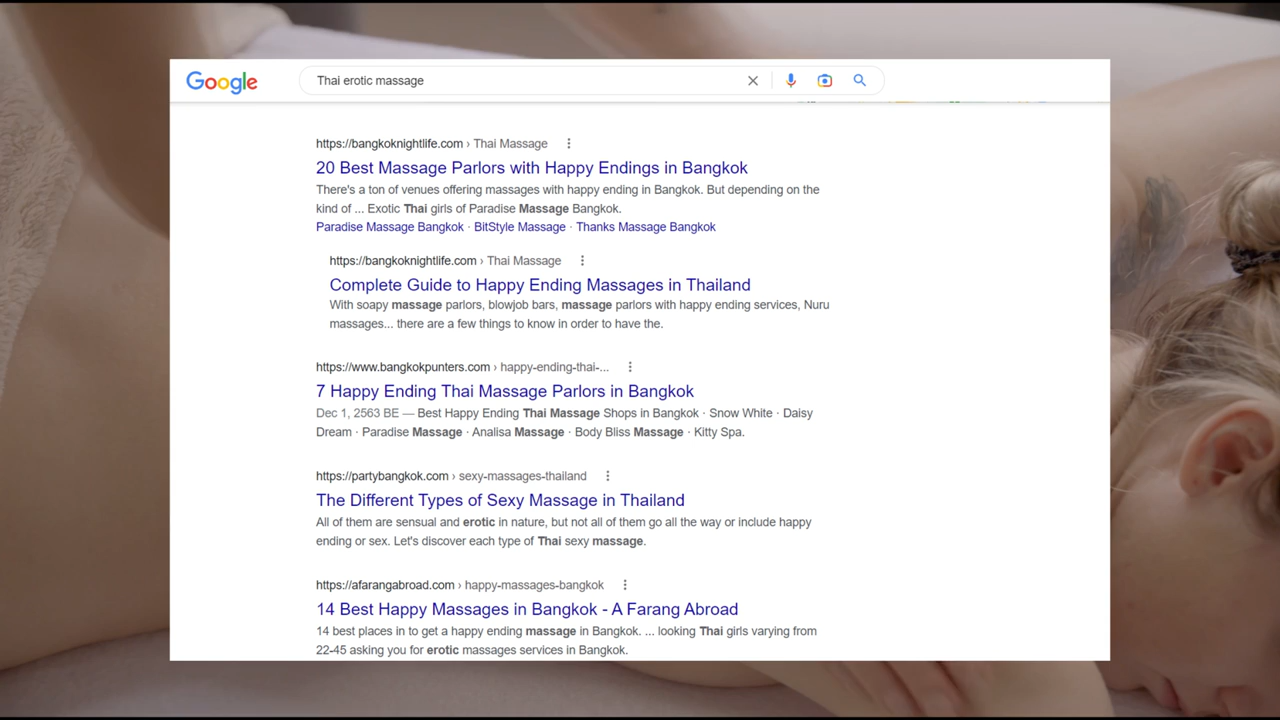 Google
Thai erotic massage
https://bangkoknightlife.com › Thai Massage
20 Best Massage Parlors with Happy Endings in Bangkok
There's a ton of venues offering massages with happy ending in Bangkok. But depending on the
kind of ... Exotic Thai girls of Paradise Massage Bangkok.
Paradise Massage Bangkok · BitStyle Massage · Thanks Massage Bangkok
https://bangkoknightlife.com › Thai Massage
Complete Guide to Happy Ending Massages in Thailand
With soapy massage parlors, blowjob bars, massage parlors with happy ending services, Nuru
massages... there are a few things to know in order to have the.
https://www.bangkokpunters.com › happy-ending-thai-...
7 Happy Ending Thai Massage Parlors in Bangkok
Dec 1, 2563 BE — Best Happy Ending Thai Massage Shops in Bangkok · Snow White · Daisy
Dream · Paradise Massage · Analisa Massage · Body Bliss Massage · Kitty Spa.
https://partybangkok.com › sexy-massages-thailand
The Different Types of Sexy Massage in Thailand
All of them are sensual and erotic in nature, but not all of them go all the way or include happy
ending or sex. Let's discover each type of Thai sexy massage.
https://afarangabroad.com › happy-massages-bangkok
14 Best Happy Massages in Bangkok - A Farang Abroad
14 best places in to get a happy ending massage in Bangkok. ... looking Thai girls varying from
22-45 asking you for erotic massages services in Bangkok.